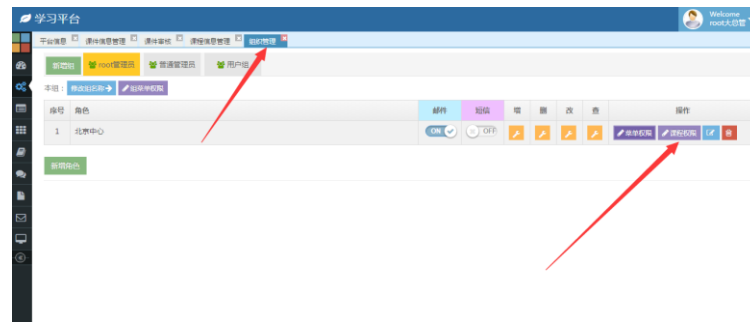 学习平台
Welcome
root大总管
平台信息 课件信息管理 课件审核 课程信息管理 组织管理
新增组 root管理员 普通管理员 用户组
本组： 修改组名称 组菜单权限
序号 角色 邮件 短信 增 删 改 查 操作
1 北京中心 ON OFF 菜单权限 课程权限
新增角色